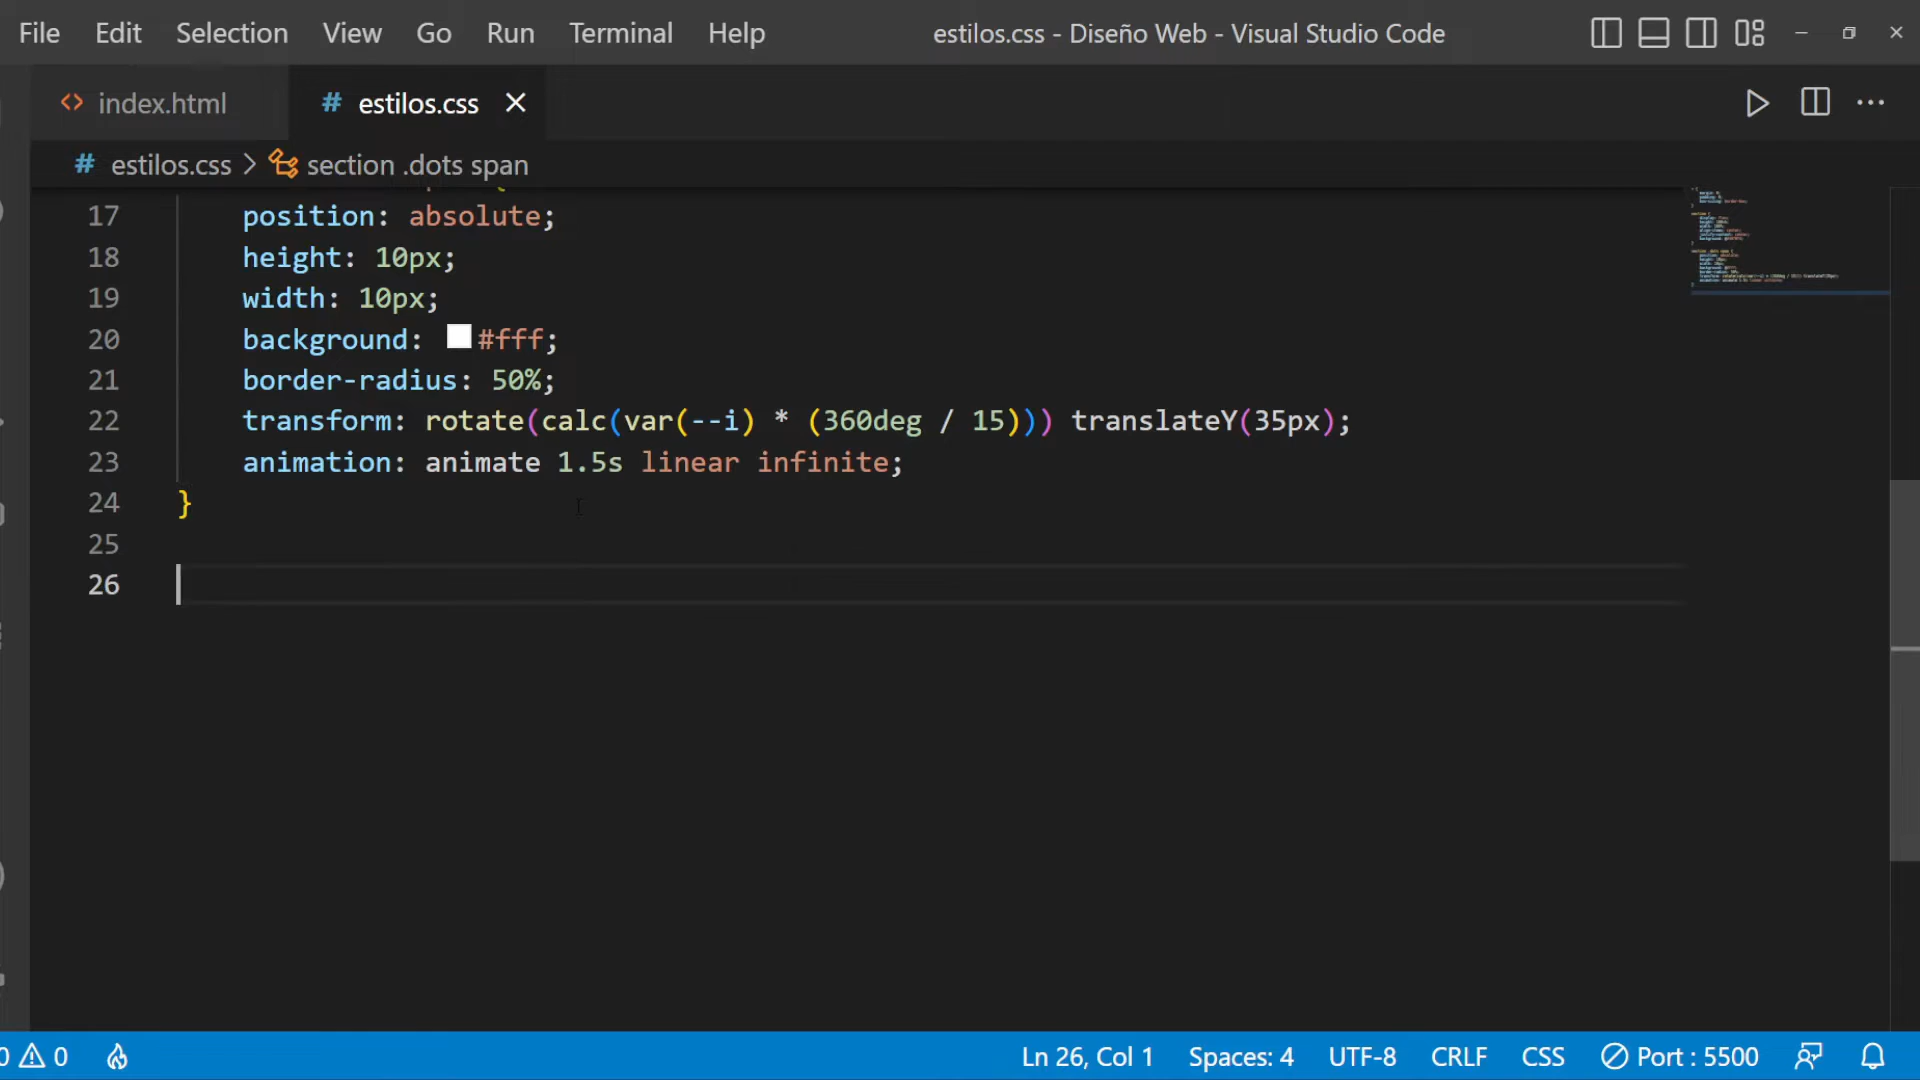 File Edit Selection View Go Run Terminal Help estilos.css - Diseño Web - Visual Studio Code
index.html # estilos.css
# estilos.css > section .dots span
17 position: absolute;
18 height: 10px;
19 width: 10px;
20 background: #fff;
21 border-radius: 50%;
22 transform: rotate(calc(var(--i) * (360deg / 15))) translateY(35px);
23 animation: animate 1.5s linear infinite;
24 }
25
26
0 0 Ln 26, Col 1 Spaces: 4 UTF-8 CRLF CSS Port : 5500